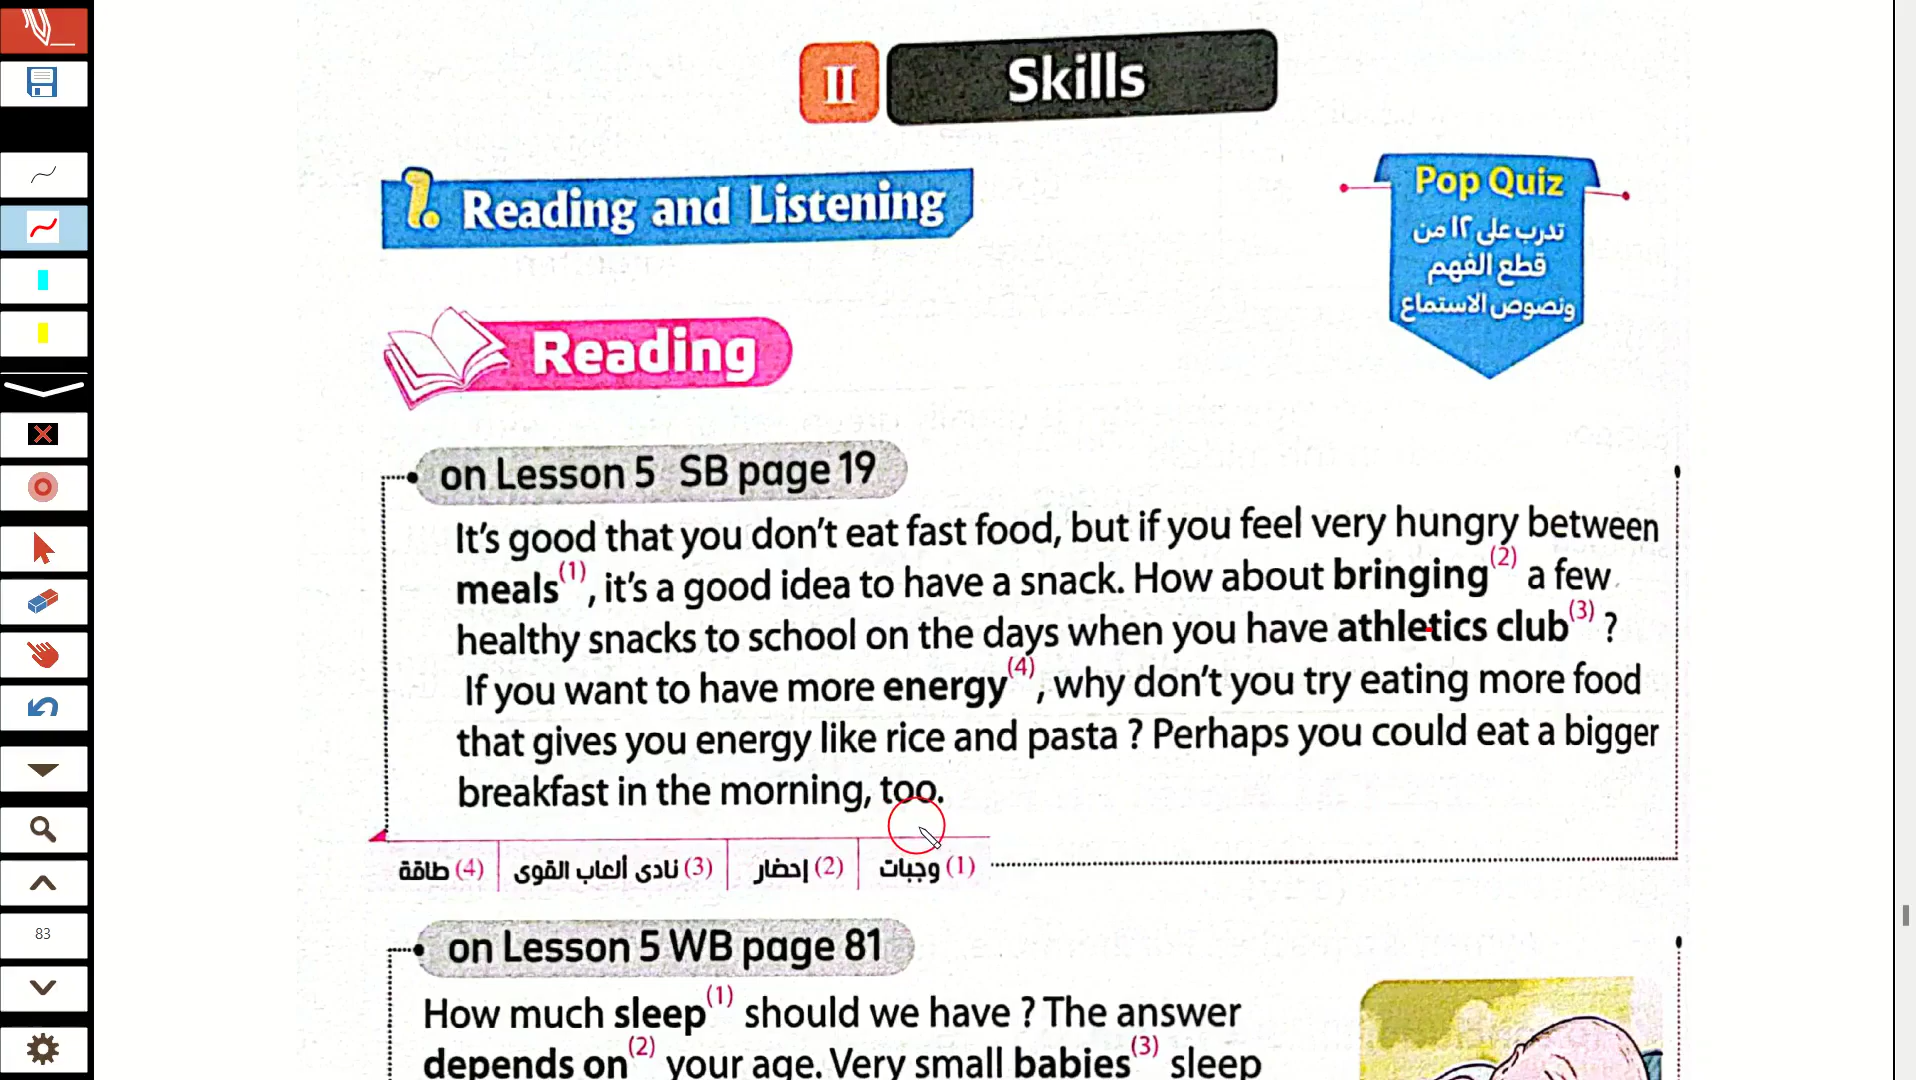 II Skills
?. Reading and Listening
Pop Quiz
تدرب على ١٢ من
قطع الفهم
ونصوص الاستماع
Reading
on Lesson 5 SB page 19
It's good that you don't eat fast food, but if you feel very hungry between
meals(1), it's a good idea to have a snack. How about bringing(2) a few
healthy snacks to school on the days when you have athletics club(3) ?
If you want to have more energy(4), why don't you try eating more food
that gives you energy like rice and pasta ? Perhaps you could eat a bigger
breakfast in the morning, too.
(1) وجبات (2) إحضار (3) نادى ألعاب القوى (4) طاقة
on Lesson 5 WB page 81
How much sleep(1) should we have ? The answer
depends on(2) your age. Very small babies(3) sleep
83